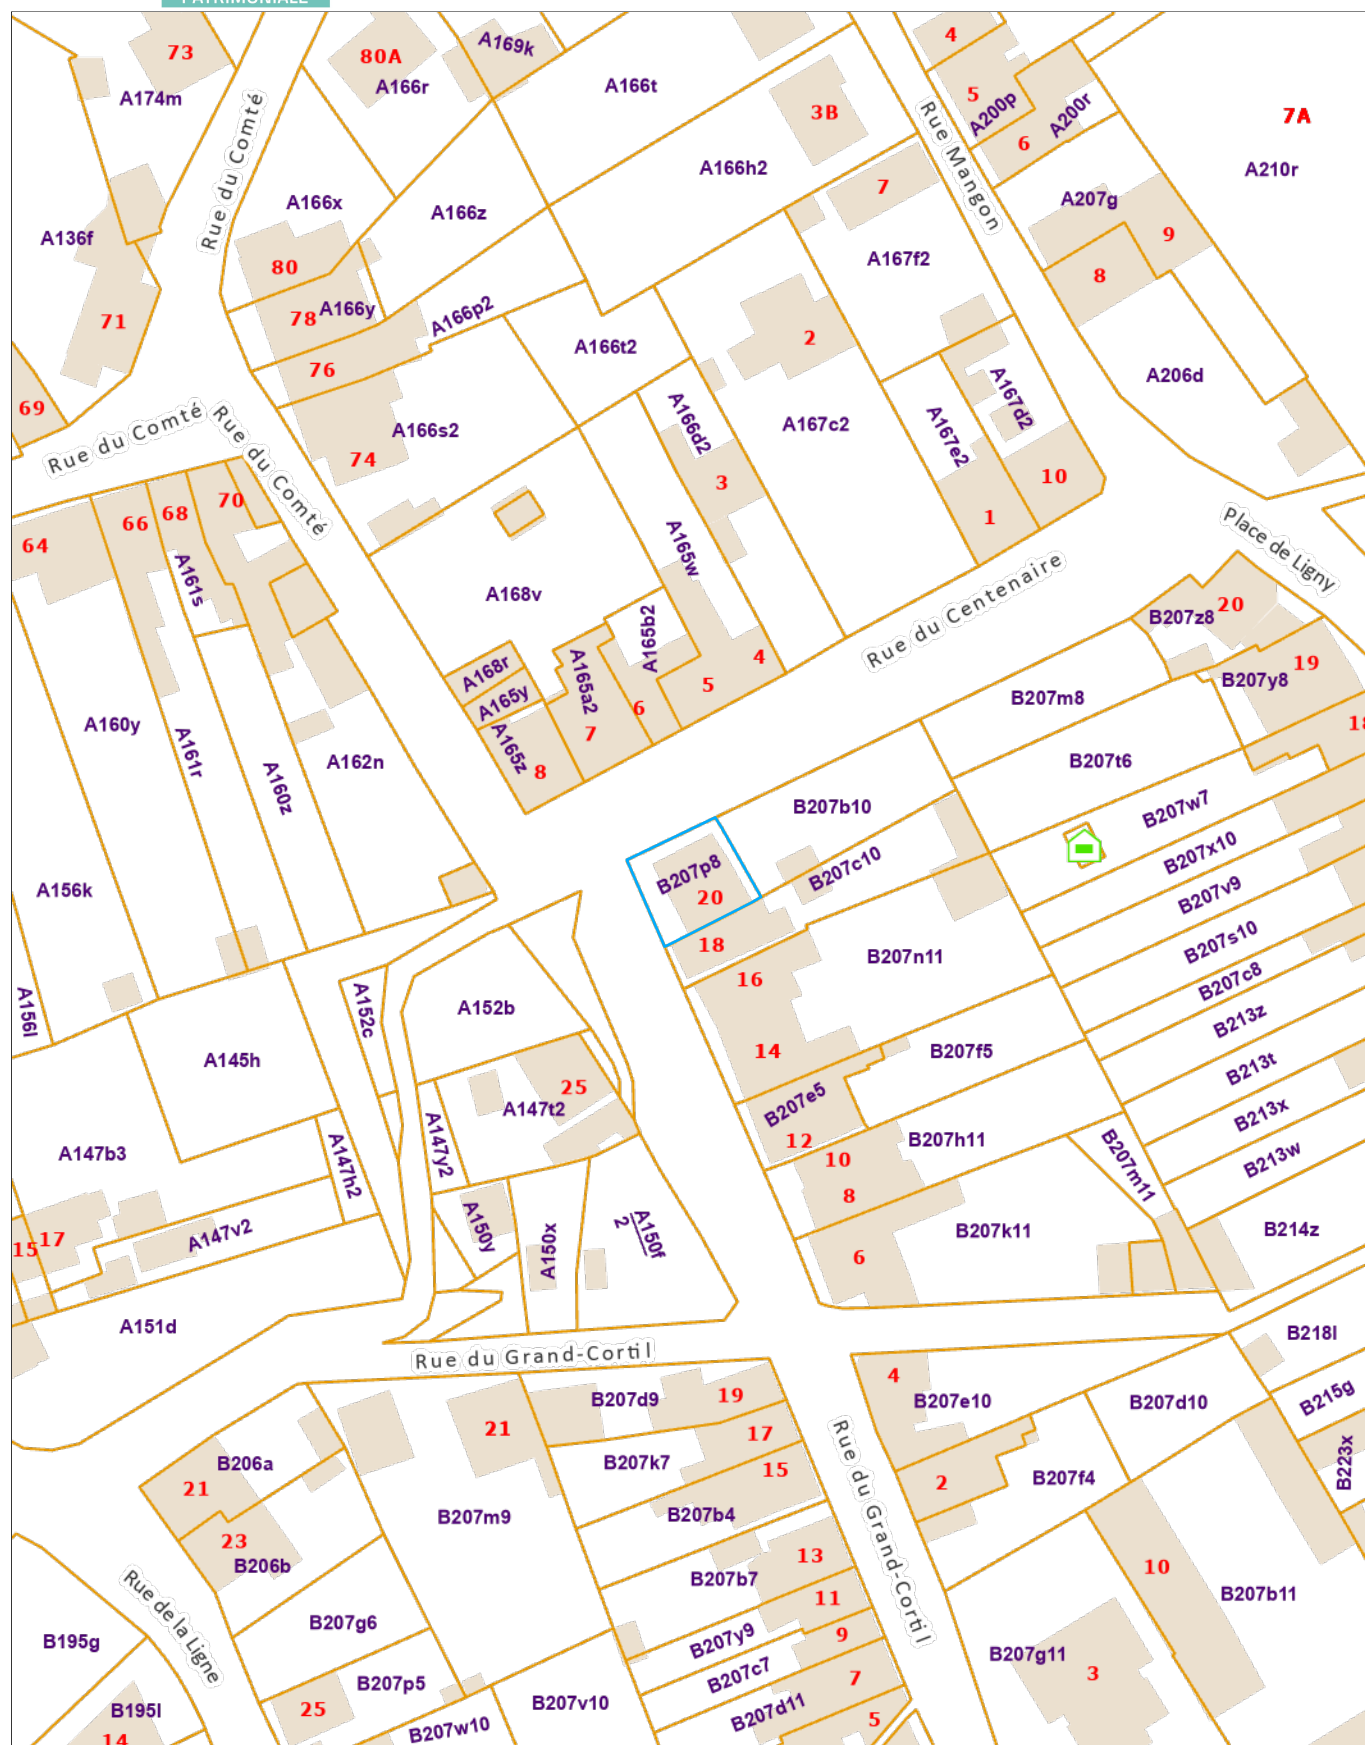 PATRIMONIALE
73
A174m
80A
A166r
A169k
A166t
3B
4
5
A200p
A200r
6
7A
A210r
Rue du Comté
Rue Mangon
A166h2
7
A166x
A166z
A207g
9
A136f
80
A167f2
8
78
A166y
A166p2
71
2
76
A166t2
A206d
69
Rue du Comté
Rue du Comté
A166s2
74
A166d2
A167c2
A167e2
A167d2
3
10
1
70
68
66
64
A161s
A168v
A165w
Rue du Centenaire
Place de Ligny
A165b2
4
5
6
A168r
A165y
A165a2
7
A165z
8
B207z8
20
19
B207y8
B207m8
A160y
A161r
A160z
A162n
B207t6
B207b10
B207w7
B207c10
B207x10
B207v9
B207p8
20
A156k
18
16
B207n11
B207s10
B207c8
A156l
A152c
A152b
B213z
A145h
14
B207f5
B213t
25
A147t2
B207e5
12
B213x
A147b3
A147y2
A147h2
10
B207h11
B207m11
B213w
8
A150y
A150x
A150f
2
B207k11
B214z
15
17
A147v2
6
A151d
Rue du Grand-Cortil
B218l
4
B207e10
B207d10
B215g
B207d9
19
21
17
B223x
B206a
B207k7
15
21
2
B207f4
B207m9
B207b4
Rue du Grand-Cortil
23
B206b
13
10
B207b7
11
B207b11
Rue de la Ligne
B207g6
B195g
B207y9
9
B207g11
3
B207c7
7
B207p5
B195l
25
B207v10
B207d11
5
B207w10
14